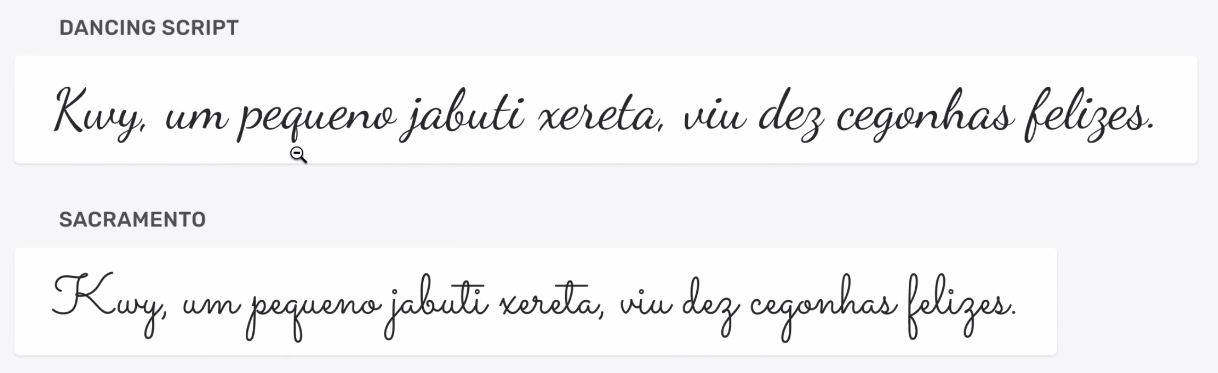 DANCING SCRIPT
Kwy, um pequeno jabuti xereta, viu dez cegonhas felizes.
SACRAMENTO
Kwy, um pequeno jabuti xereta, viu dez cegonhas felizes.